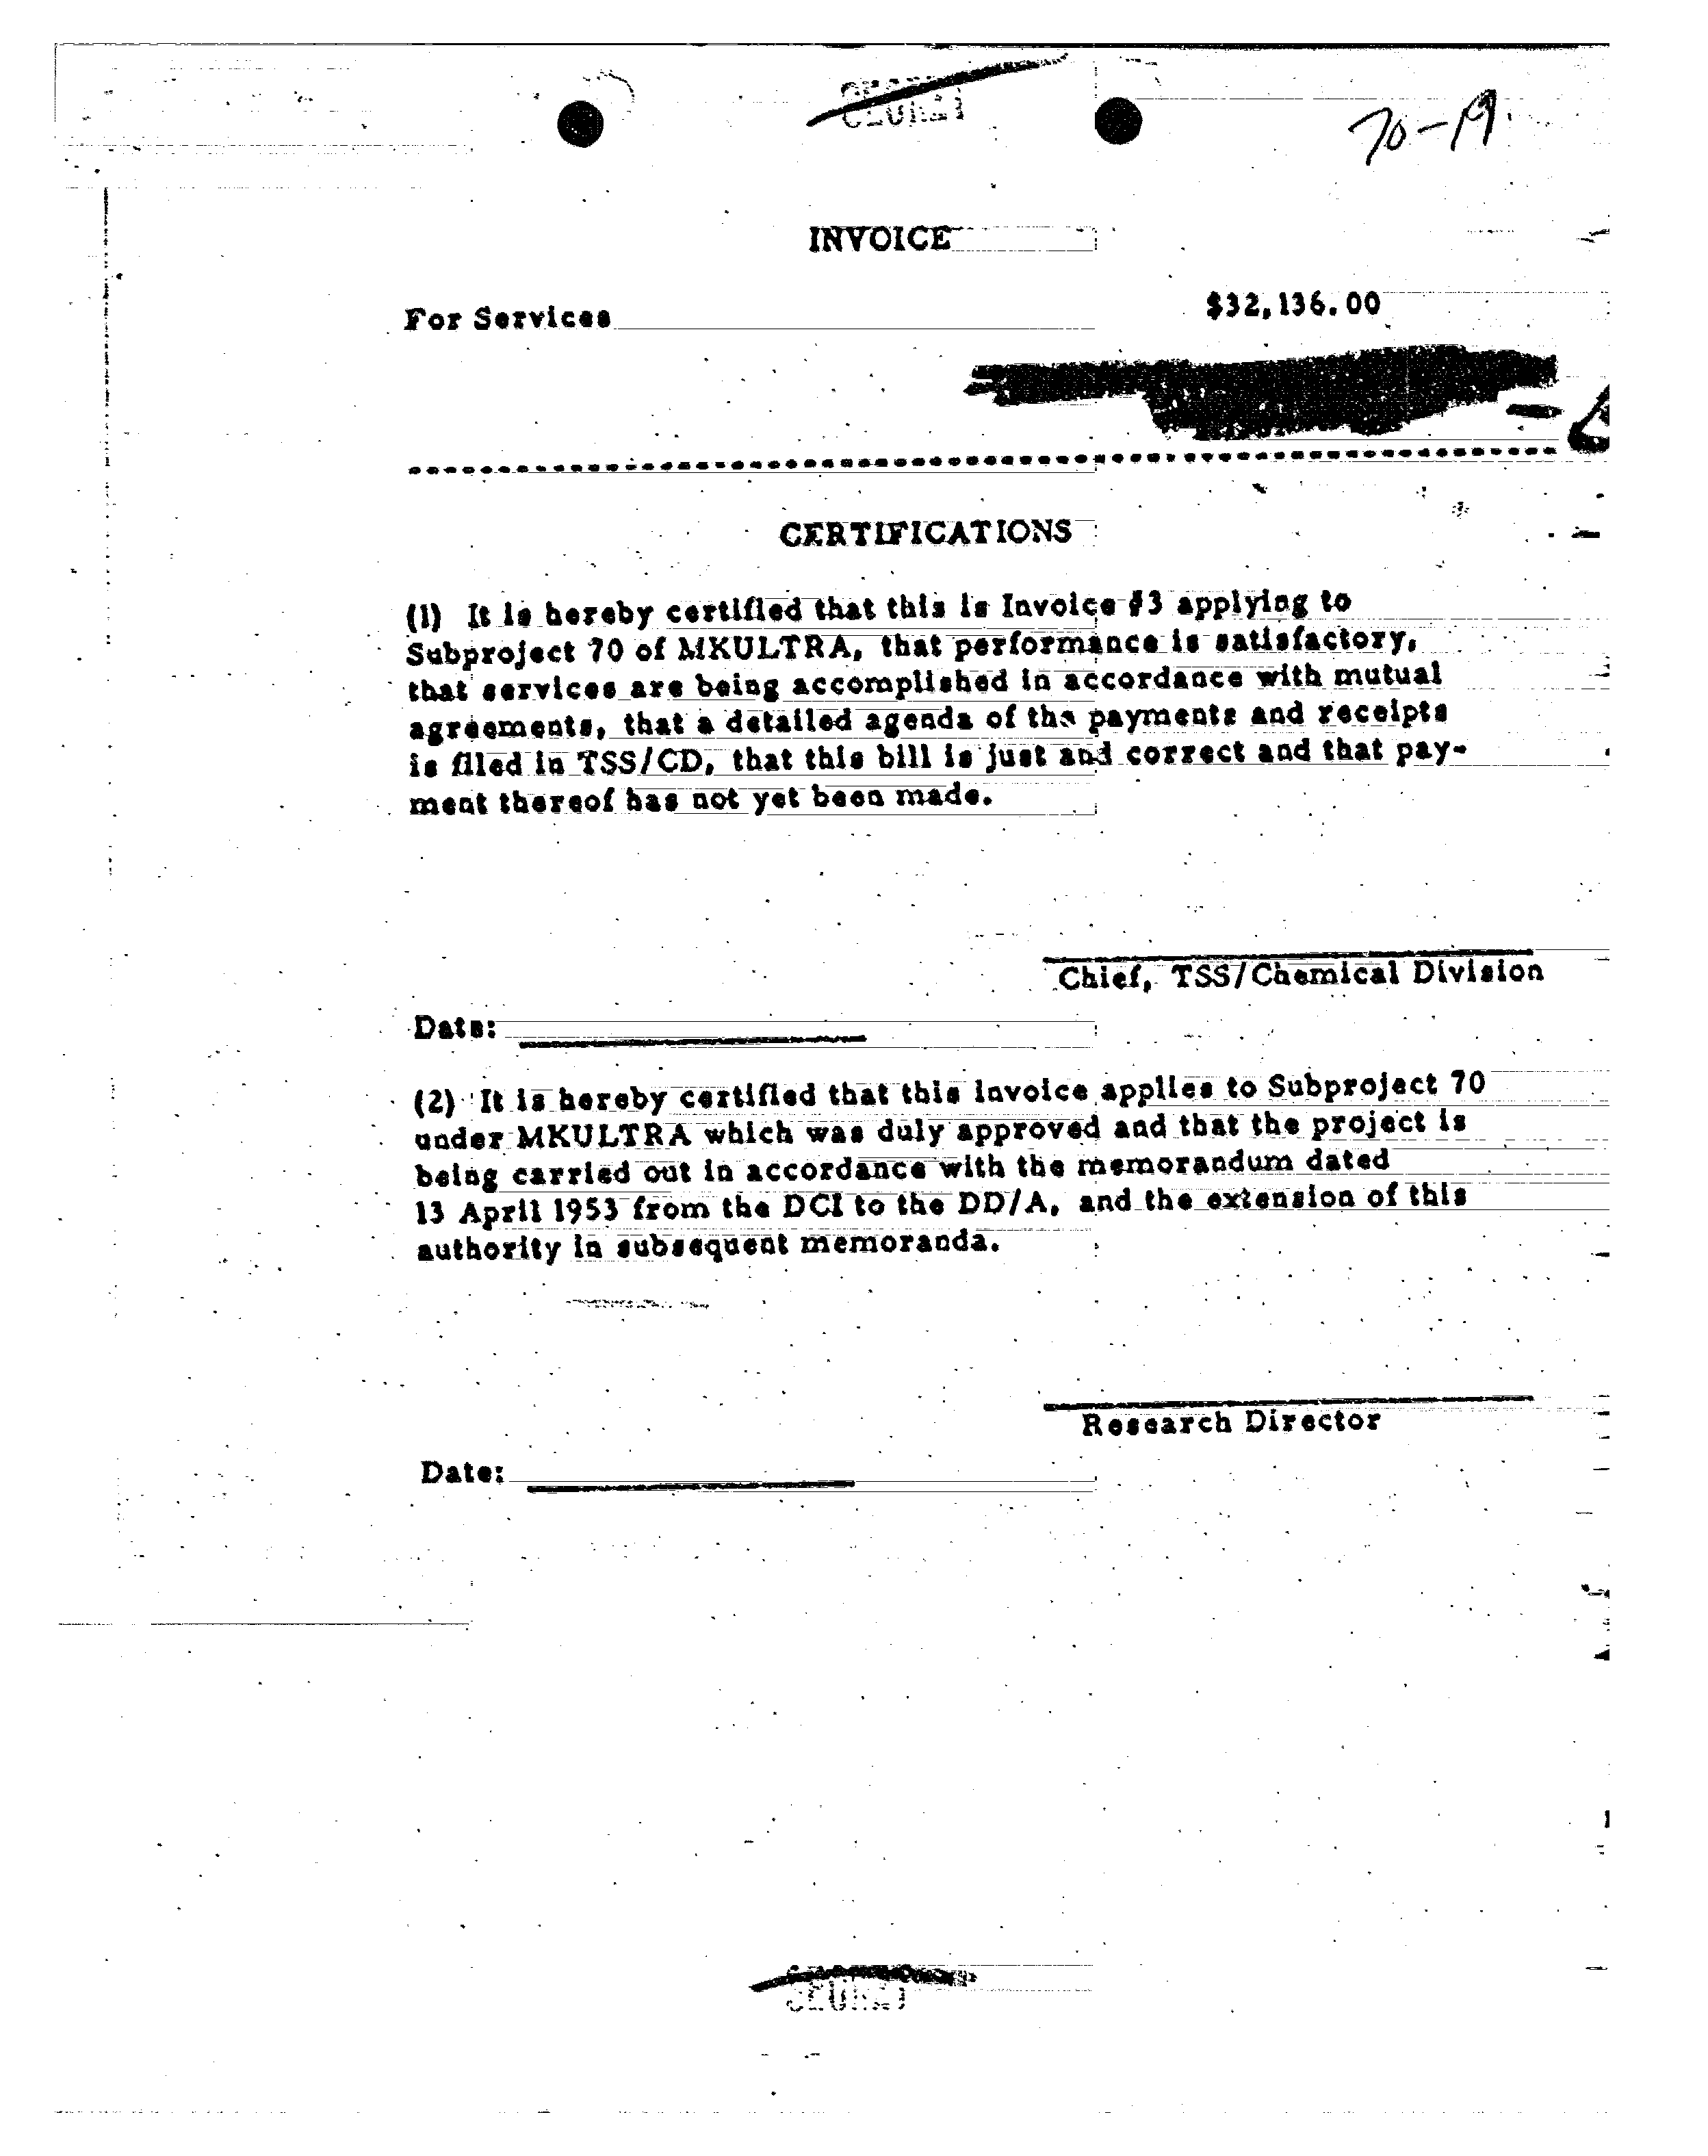 SECRET
70-19
INVOICE
For Services $32,136.00
CERTIFICATIONS
(1) It is hereby certified that this is Invoice #3 applying to
Subproject 70 of MKULTRA, that performance is satisfactory,
that services are being accomplished in accordance with mutual
agreements, that a detailed agenda of the payments and receipts
is filed in TSS/CD, that this bill is just and correct and that pay-
ment thereof has not yet been made.
Chief, TSS/Chemical Division
Date:
(2) It is hereby certified that this invoice applies to Subproject 70
under MKULTRA which was duly approved and that the project is
being carried out in accordance with the memorandum dated
13 April 1953 from the DCI to the DD/A, and the extension of this
authority in subsequent memoranda.
Research Director
Date:
SECRET